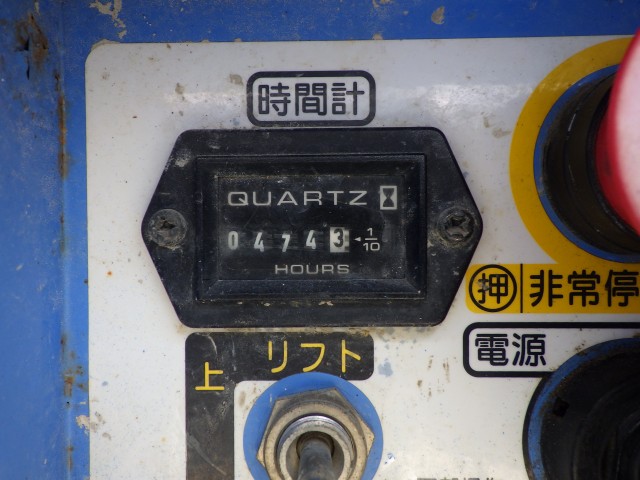 時間計
QUARTZ
04743 1/10
HOURS
押 非常停
電源
リフト
上